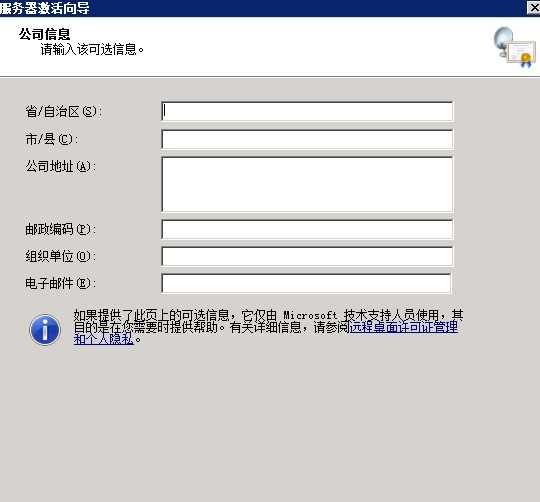 服务器激活向导
公司信息
请输入该可选信息。
省/自治区(S):
市/县(C):
公司地址(A):
邮政编码(P):
组织单位(O):
电子邮件(E):
如果提供了此页上的可选信息，它仅由 Microsoft 技术支持人员使用，其
目的是在您需要时提供帮助。有关详细信息，请参阅远程桌面许可证管理
和个人隐私。